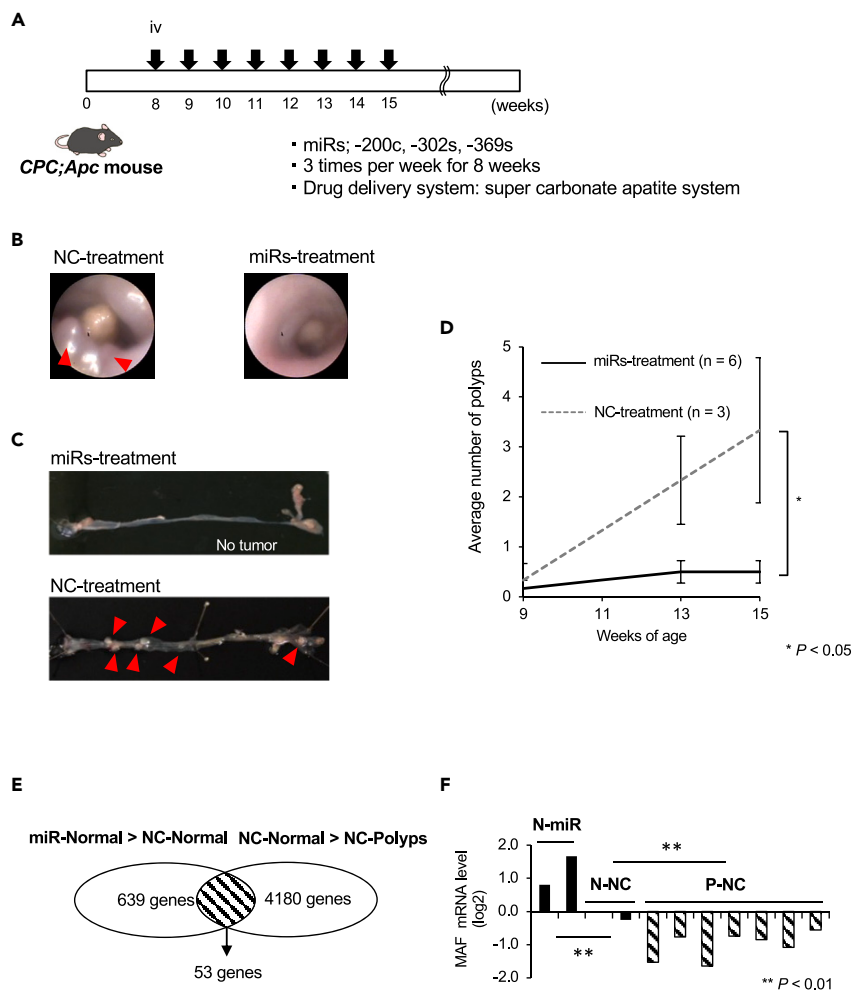 A
iv
0 8 9 10 11 12 13 14 15 (weeks)
CPC;Apc mouse
▪ miRs; -200c, -302s, -369s
▪ 3 times per week for 8 weeks
▪ Drug delivery system: super carbonate apatite system
B
NC-treatment miRs-treatment
C
miRs-treatment
No tumor
NC-treatment
D
5
4
3
2
1
0
Average number of polyps
miRs-treatment (n = 6)
NC-treatment (n = 3)
*
9 11 13 15
Weeks of age
* P < 0.05
E
miR-Normal > NC-Normal NC-Normal > NC-Polyps
639 genes 4180 genes
53 genes
F
MAF mRNA level
(log2)
2.0
1.0
0.0
-1.0
-2.0
N-miR
**
N-NC
P-NC
**
** P < 0.01